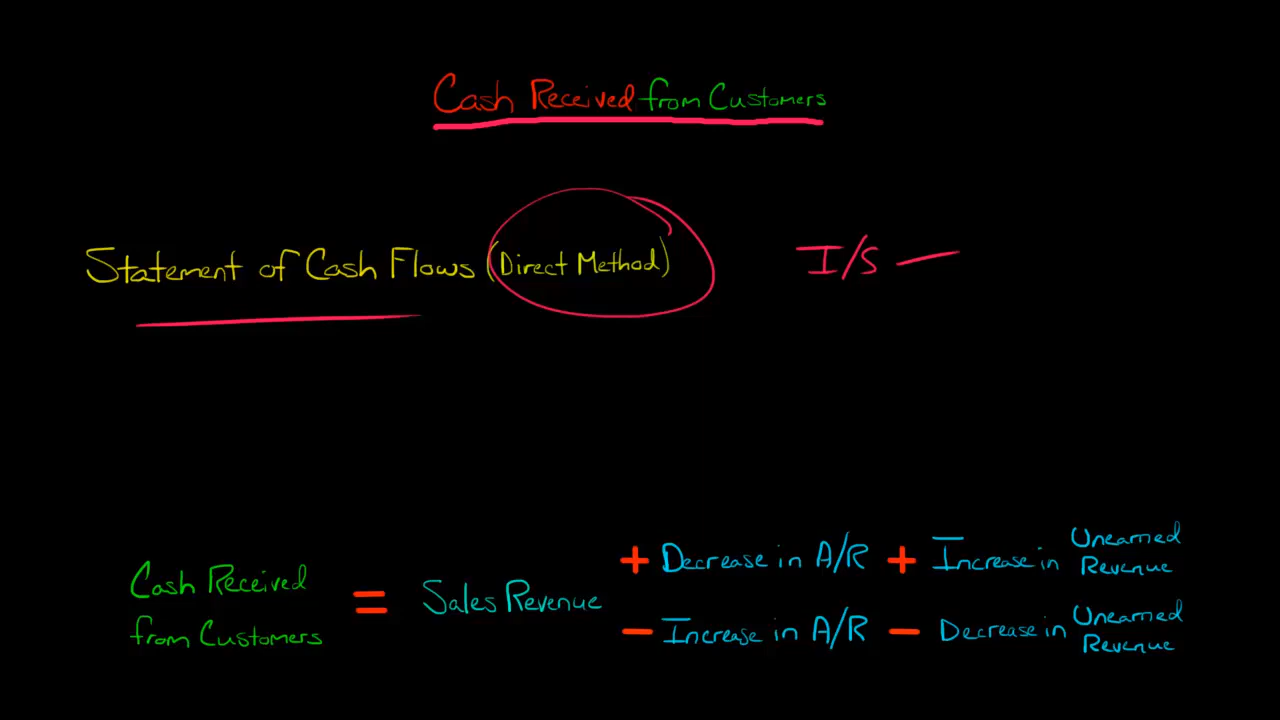 Cash Received from Customers
Statement of Cash Flows (Direct Method)
I/S —
Cash Received
from Customers
=
Sales Revenue
+ Decrease in A/R + Increase in Unearned Revenue
– Increase in A/R – Decrease in Unearned Revenue